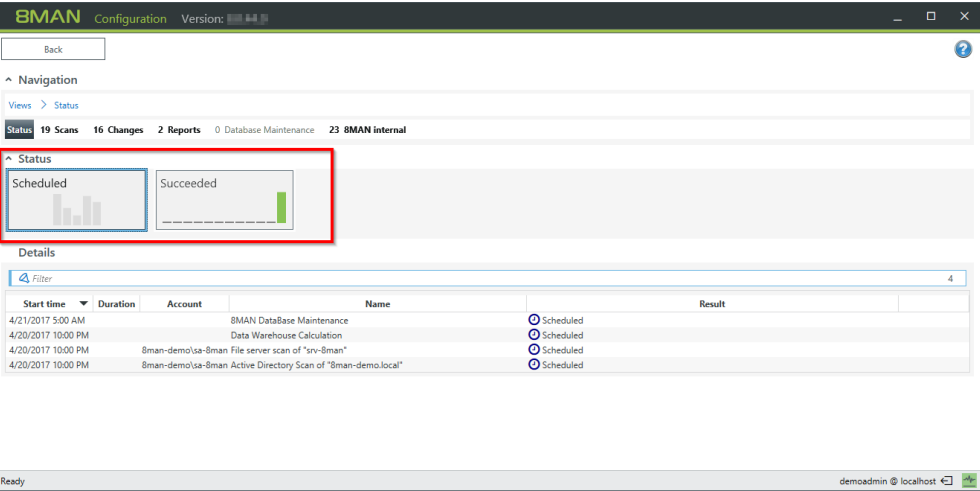 8MAN Configuration Version:
Back
Navigation
Views > Status
Status 19 Scans 16 Changes 2 Reports 0 Database Maintenance 23 8MAN internal
Status
Scheduled Succeeded
Details
Filter 4
Start time Duration Account Name Result
4/21/2017 5:00 AM 8MAN DataBase Maintenance Scheduled
4/20/2017 10:00 PM Data Warehouse Calculation Scheduled
4/20/2017 10:00 PM 8man-demo\sa-8man File server scan of "srv-8man" Scheduled
4/20/2017 10:00 PM 8man-demo\sa-8man Active Directory Scan of "8man-demo.local" Scheduled
Ready demoadmin @ localhost